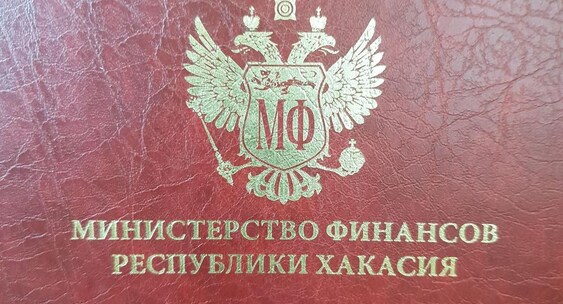 МФ
МИНИСТЕРСТВО ФИНАНСОВ
РЕСПУБЛИКИ ХАКАСИЯ